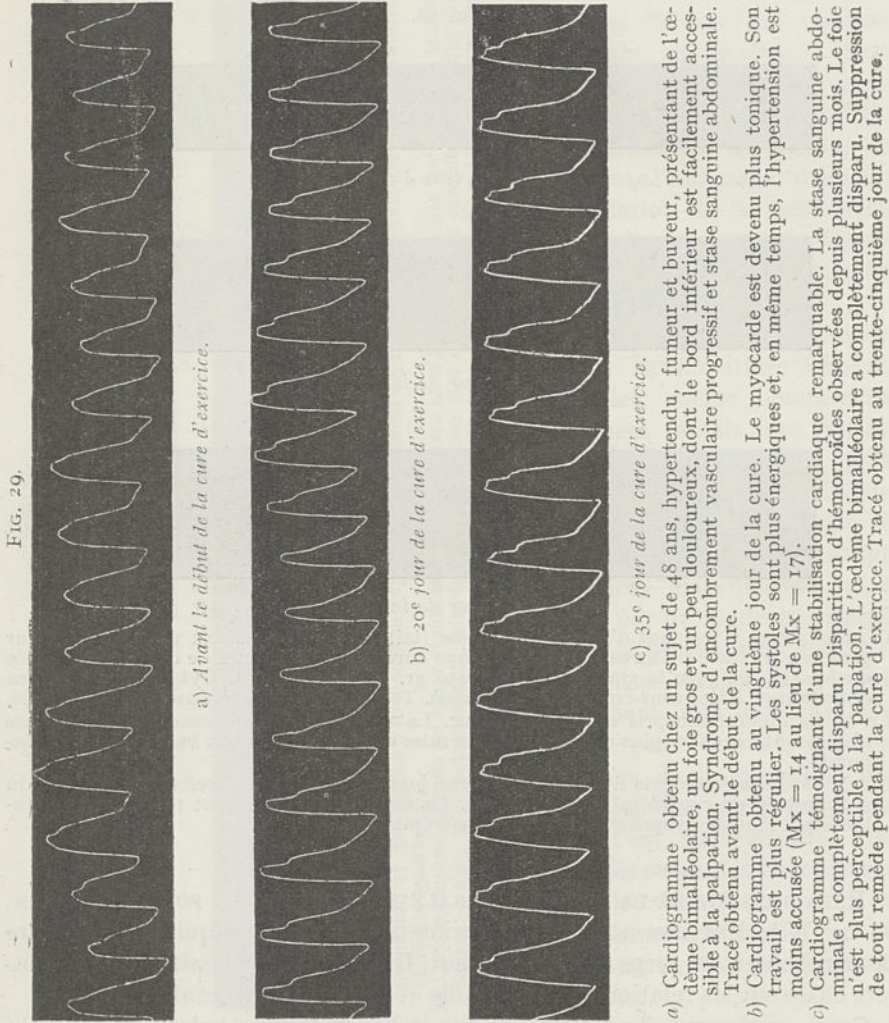 FIG. 29.
a) Avant le début de la cure d'exercice.
b) 20e jour de la cure d'exercice.
c) 35e jour de la cure d'exercice.
a) Cardiogramme obtenu chez un sujet de 48 ans, hypertendu, fumeur et buveur, présentant de l'œ-
dème bimalléolaire, un foie gros et un peu douloureux, dont le bord inférieur est facilement acces-
sible à la palpation. Syndrome d'encombrement vasculaire progressif et stase sanguine abdominale.
Tracé obtenu avant le début de la cure.
b) Cardiogramme obtenu au vingtième jour de la cure. Le myocarde est devenu plus tonique. Son
travail est plus régulier. Les systoles sont plus énergiques et, en même temps, l'hypertension est
moins accusée (Mx = 14 au lieu de Mx = 17).
c) Cardiogramme témoignant d'une stabilisation cardiaque remarquable. La stase sanguine abdo-
minale a complètement disparu. Disparition d'hémorroïdes observées depuis plusieurs mois. Le foie
n'est plus perceptible à la palpation. L'œdème bimalléolaire a complètement disparu. Suppression
de tout remède pendant la cure d'exercice. Tracé obtenu au trente-cinquième jour de la cure.